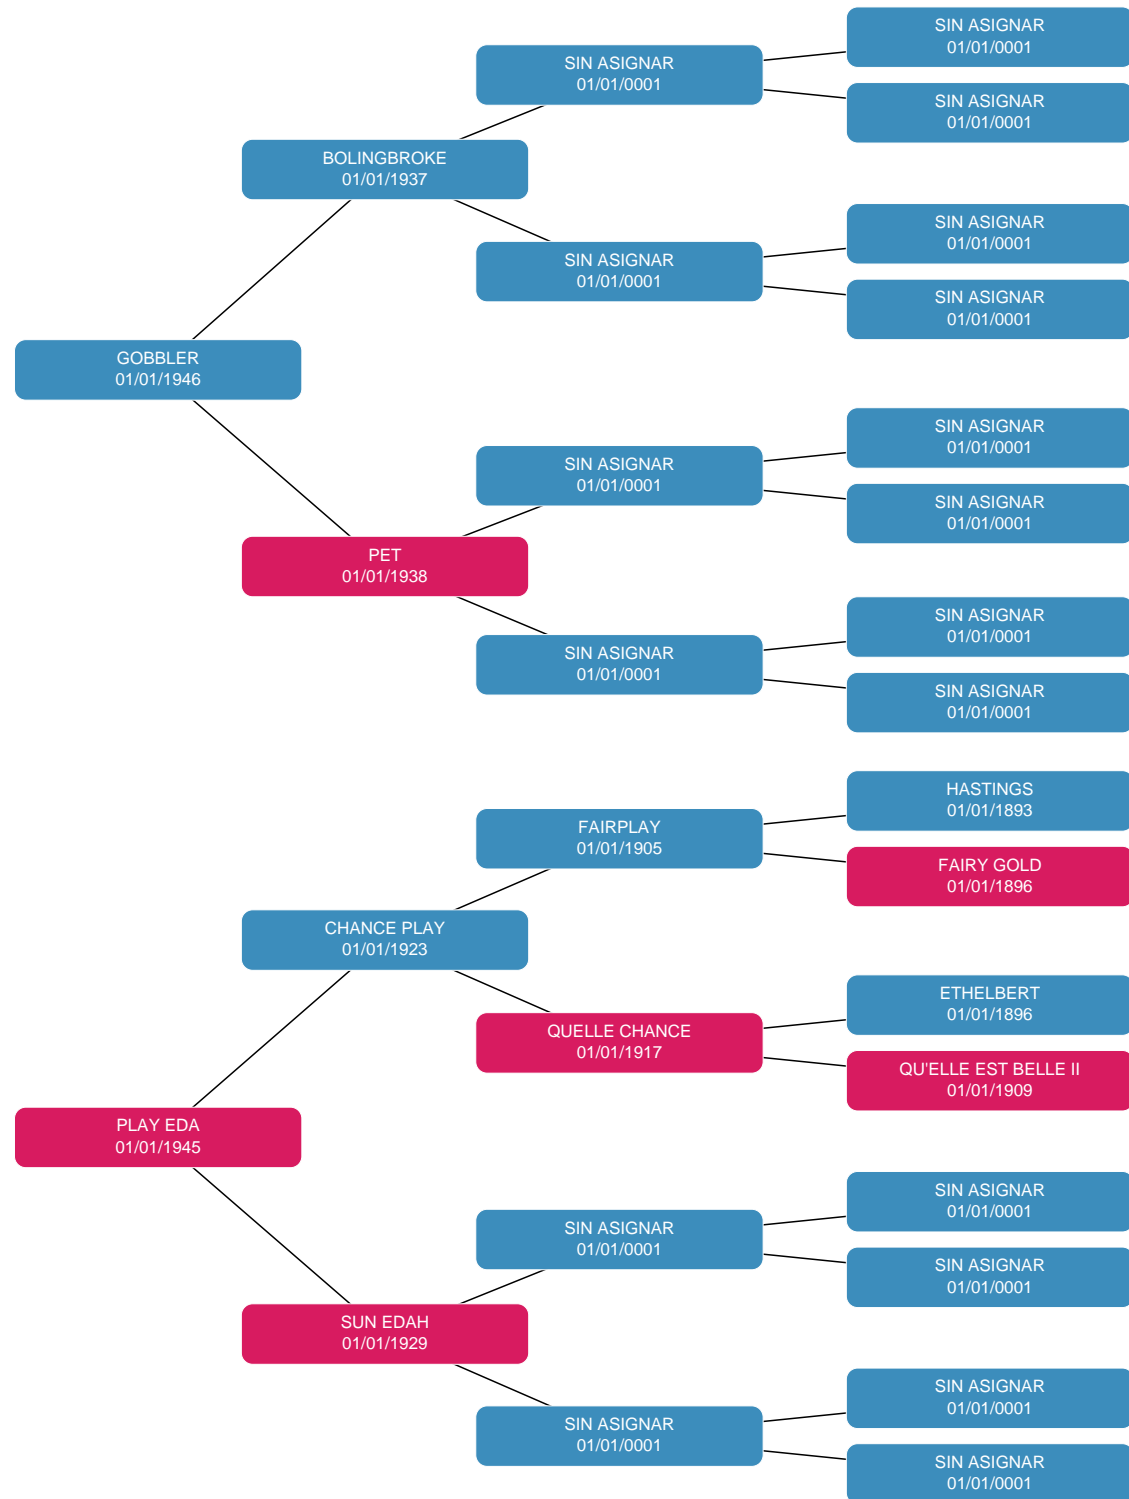 SIN ASIGNAR
01/01/0001
SIN ASIGNAR
01/01/0001
SIN ASIGNAR
01/01/0001
BOLINGBROKE
01/01/1937
SIN ASIGNAR
01/01/0001
SIN ASIGNAR
01/01/0001
SIN ASIGNAR
01/01/0001
GOBBLER
01/01/1946
SIN ASIGNAR
01/01/0001
SIN ASIGNAR
01/01/0001
SIN ASIGNAR
01/01/0001
PET
01/01/1938
SIN ASIGNAR
01/01/0001
SIN ASIGNAR
01/01/0001
SIN ASIGNAR
01/01/0001
HASTINGS
01/01/1893
FAIRPLAY
01/01/1905
FAIRY GOLD
01/01/1896
CHANCE PLAY
01/01/1923
ETHELBERT
01/01/1896
QUELLE CHANCE
01/01/1917
QU'ELLE EST BELLE II
01/01/1909
PLAY EDA
01/01/1945
SIN ASIGNAR
01/01/0001
SIN ASIGNAR
01/01/0001
SIN ASIGNAR
01/01/0001
SUN EDAH
01/01/1929
SIN ASIGNAR
01/01/0001
SIN ASIGNAR
01/01/0001
SIN ASIGNAR
01/01/0001